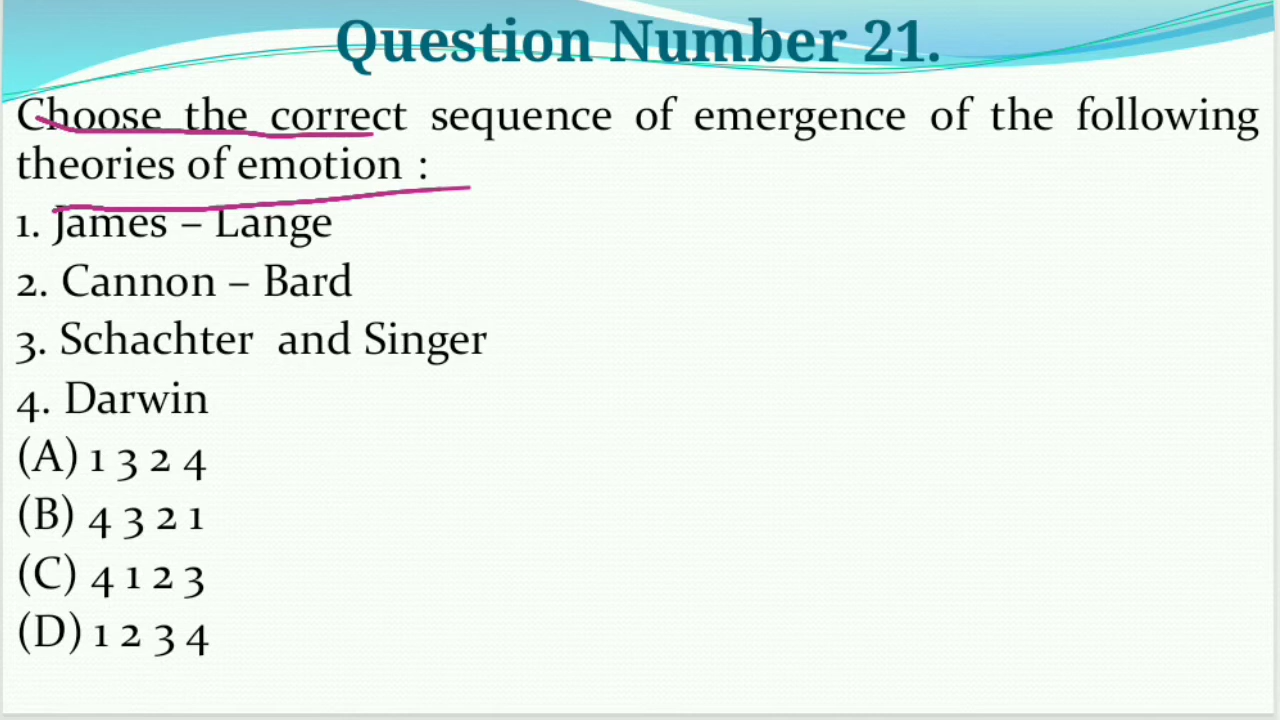 Question Number 21.
Choose the correct sequence of emergence of the following
theories of emotion :
1. James – Lange
2. Cannon – Bard
3. Schachter and Singer
4. Darwin
(A) 1 3 2 4
(B) 4 3 2 1
(C) 4 1 2 3
(D) 1 2 3 4